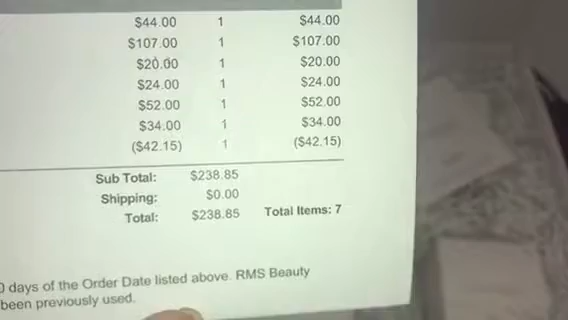 $44.00 1 $44.00
$107.00 1 $107.00
$20.00 1 $20.00
$24.00 1 $24.00
$52.00 1 $52.00
$34.00 1 $34.00
($42.15) 1 ($42.15)
Sub Total: $238.85
Shipping: $0.00
Total: $238.85 Total Items: 7
0 days of the Order Date listed above. RMS Beauty
been previously used.